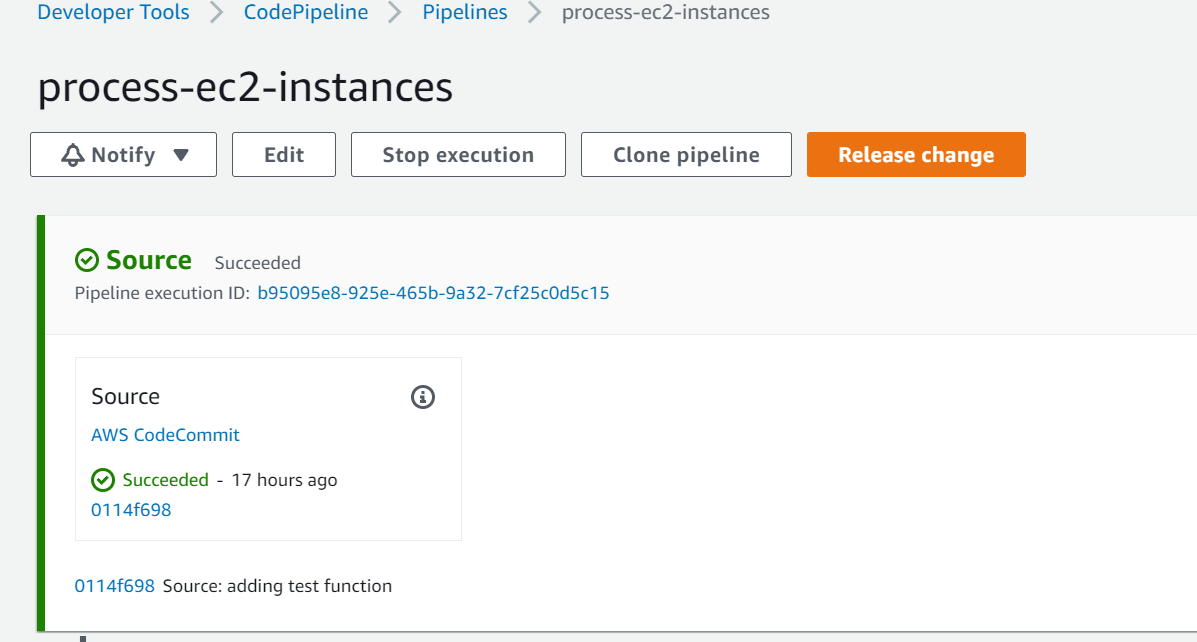 Developer Tools > CodePipeline > Pipelines > process-ec2-instances
process-ec2-instances
Notify ▼ Edit Stop execution Clone pipeline Release change
Source Succeeded
Pipeline execution ID: b95095e8-925e-465b-9a32-7cf25c0d5c15
Source
AWS CodeCommit
Succeeded - 17 hours ago
0114f698
0114f698 Source: adding test function